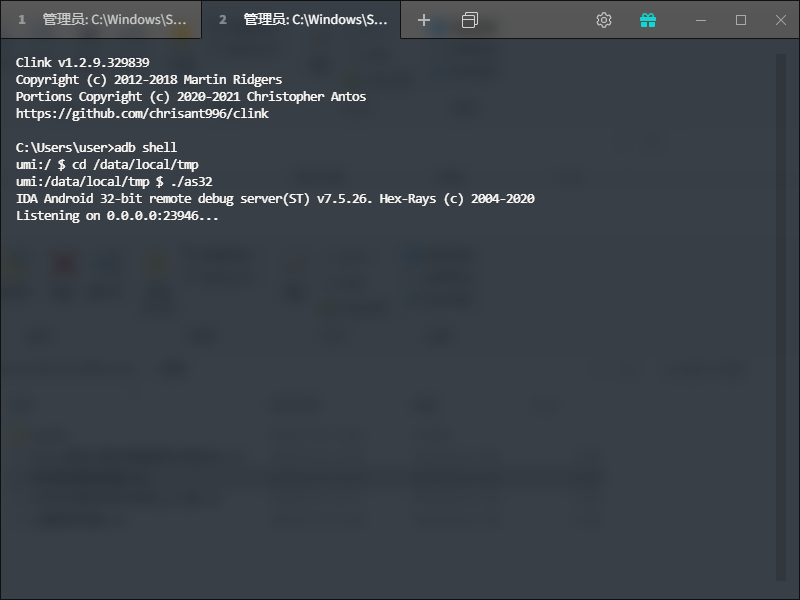 1 管理员: C:\Windows\S...
2 管理员: C:\Windows\S...
Clink v1.2.9.329839
Copyright (c) 2012-2018 Martin Ridgers
Portions Copyright (c) 2020-2021 Christopher Antos
https://github.com/chrisant996/clink
C:\Users\user>adb shell
umi:/ $ cd /data/local/tmp
umi:/data/local/tmp $ ./as32
IDA Android 32-bit remote debug server(ST) v7.5.26. Hex-Rays (c) 2004-2020
Listening on 0.0.0.0:23946...